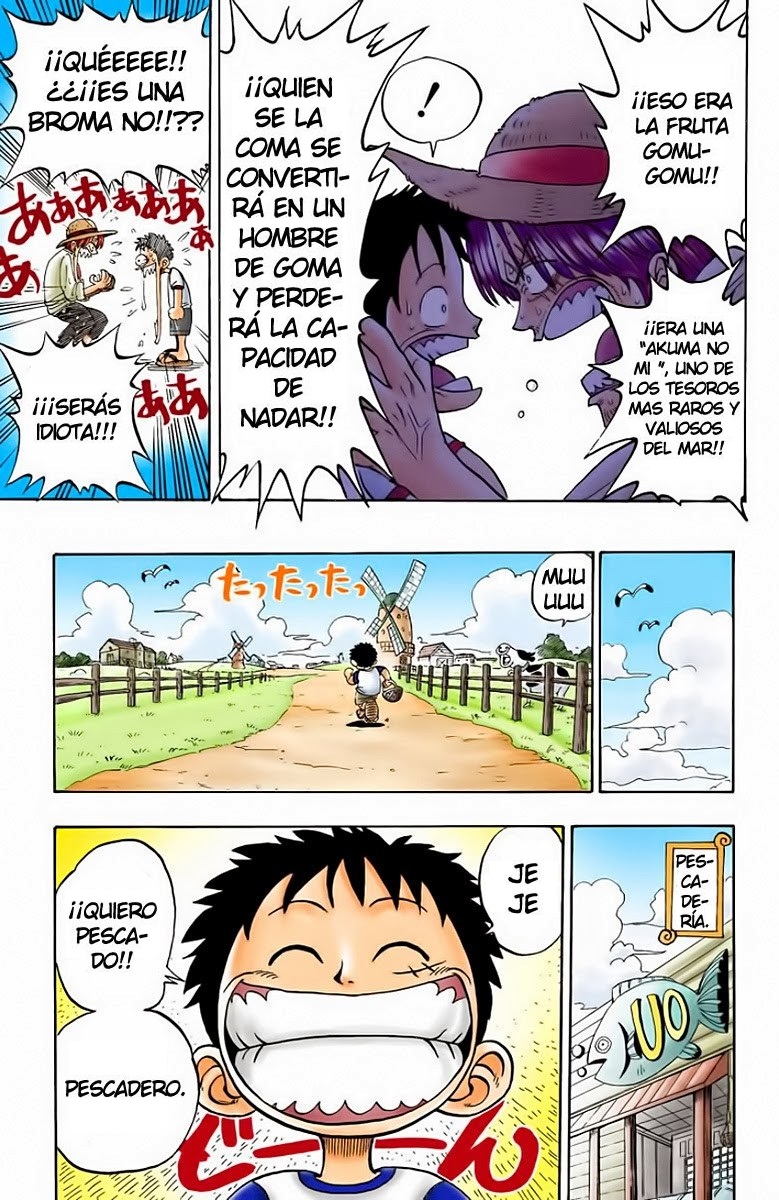 ¡¡ESO ERA
LA FRUTA
GOMU-
GOMU!!
¡¡ERA UNA
"AKUMA NO
MI", UNO DE
LOS TESOROS
MAS RAROS Y
VALIOSOS
DEL MAR!!
!
¡¡QUIEN
SE LA
COMA SE
CONVERTI-
RÁ EN UN
HOMBRE
DE GOMA
Y PERDE-
RÁ LA CA-
PACIDAD
DE
NADAR!!
¡¡QUÉEEEE!!
¿¿¡¡ES UNA
BROMA NO!!??
あぁあぁあぁあぁ
あ
¡¡¡SERÁS
IDIOTA!!!
ああ
MUU
UUUU
たったったっ
PES-
CA-
DE-
RÍA.
UO
JE
JE
¡¡QUIERO
PESCA-
DO!!
PESCADERO.
どーーん